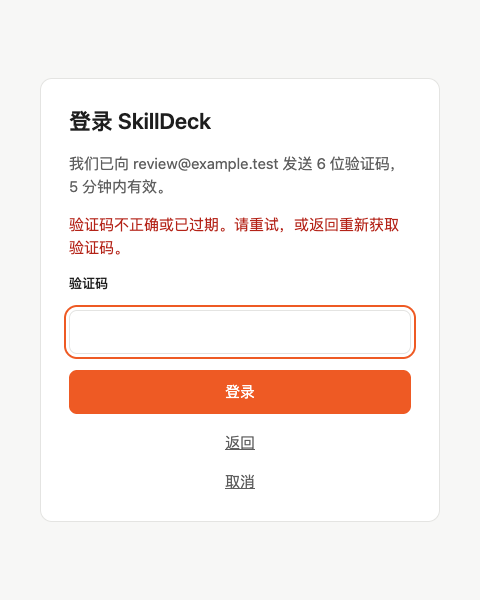 登录 SkillDeck
我们已向 review@example.test 发送 6 位验证码，
5 分钟内有效。
验证码不正确或已过期。请重试，或返回重新获取
验证码。
验证码
登录
返回
取消